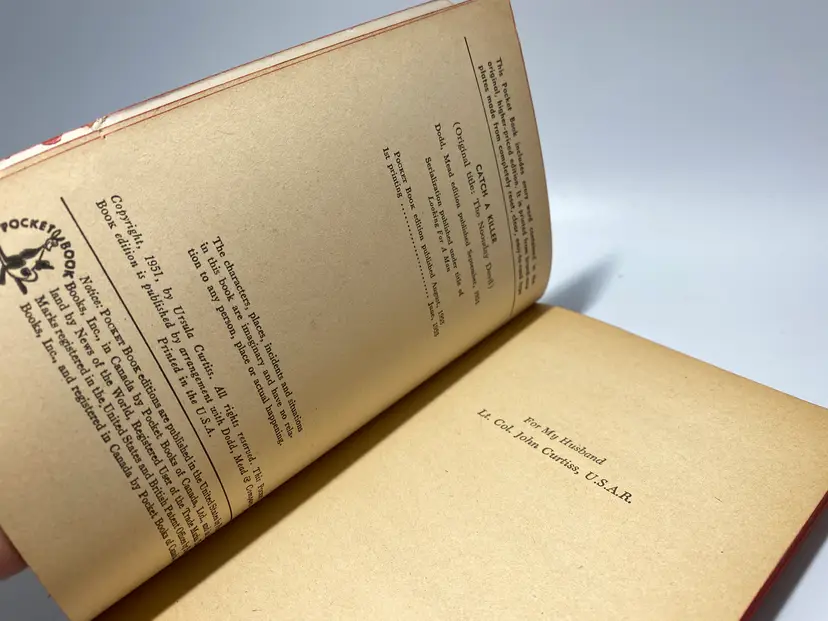 This Pocket Book includes every word contained in the
original, higher-priced edition. It is printed from brand-new
plates made from completely reset, clear, easy-to-read type.
CATCH A KILLER
(Original title: The Noonday Devil)
Dodd, Mead edition published September, 1951
Serialization published under title of
Looking For A Man
Pocket Book edition published August,
1st printing .................. June,
The characters, places, incidents and situations
in this book are imaginary and have no rela-
tion to any person, place or actual happening.
Copyright, 1951, by Ursula Curtiss. All rights reserved. This
Book edition is published by arrangement with Dodd, Mead &
Printed in the U.S.A.
POCKET BOOK
Notice: Pocket Book editions are published in the United States
Books, Inc., in Canada by Pocket Books of Canada, Ltd.,
land by News of the World, Registered User of the Trade
Marks registered in the United States and British Patent Offices
Books, Inc., and registered in Canada by Pocket Books of
For My Husband
Lt. Col. John Curtiss, U.S.A.R.